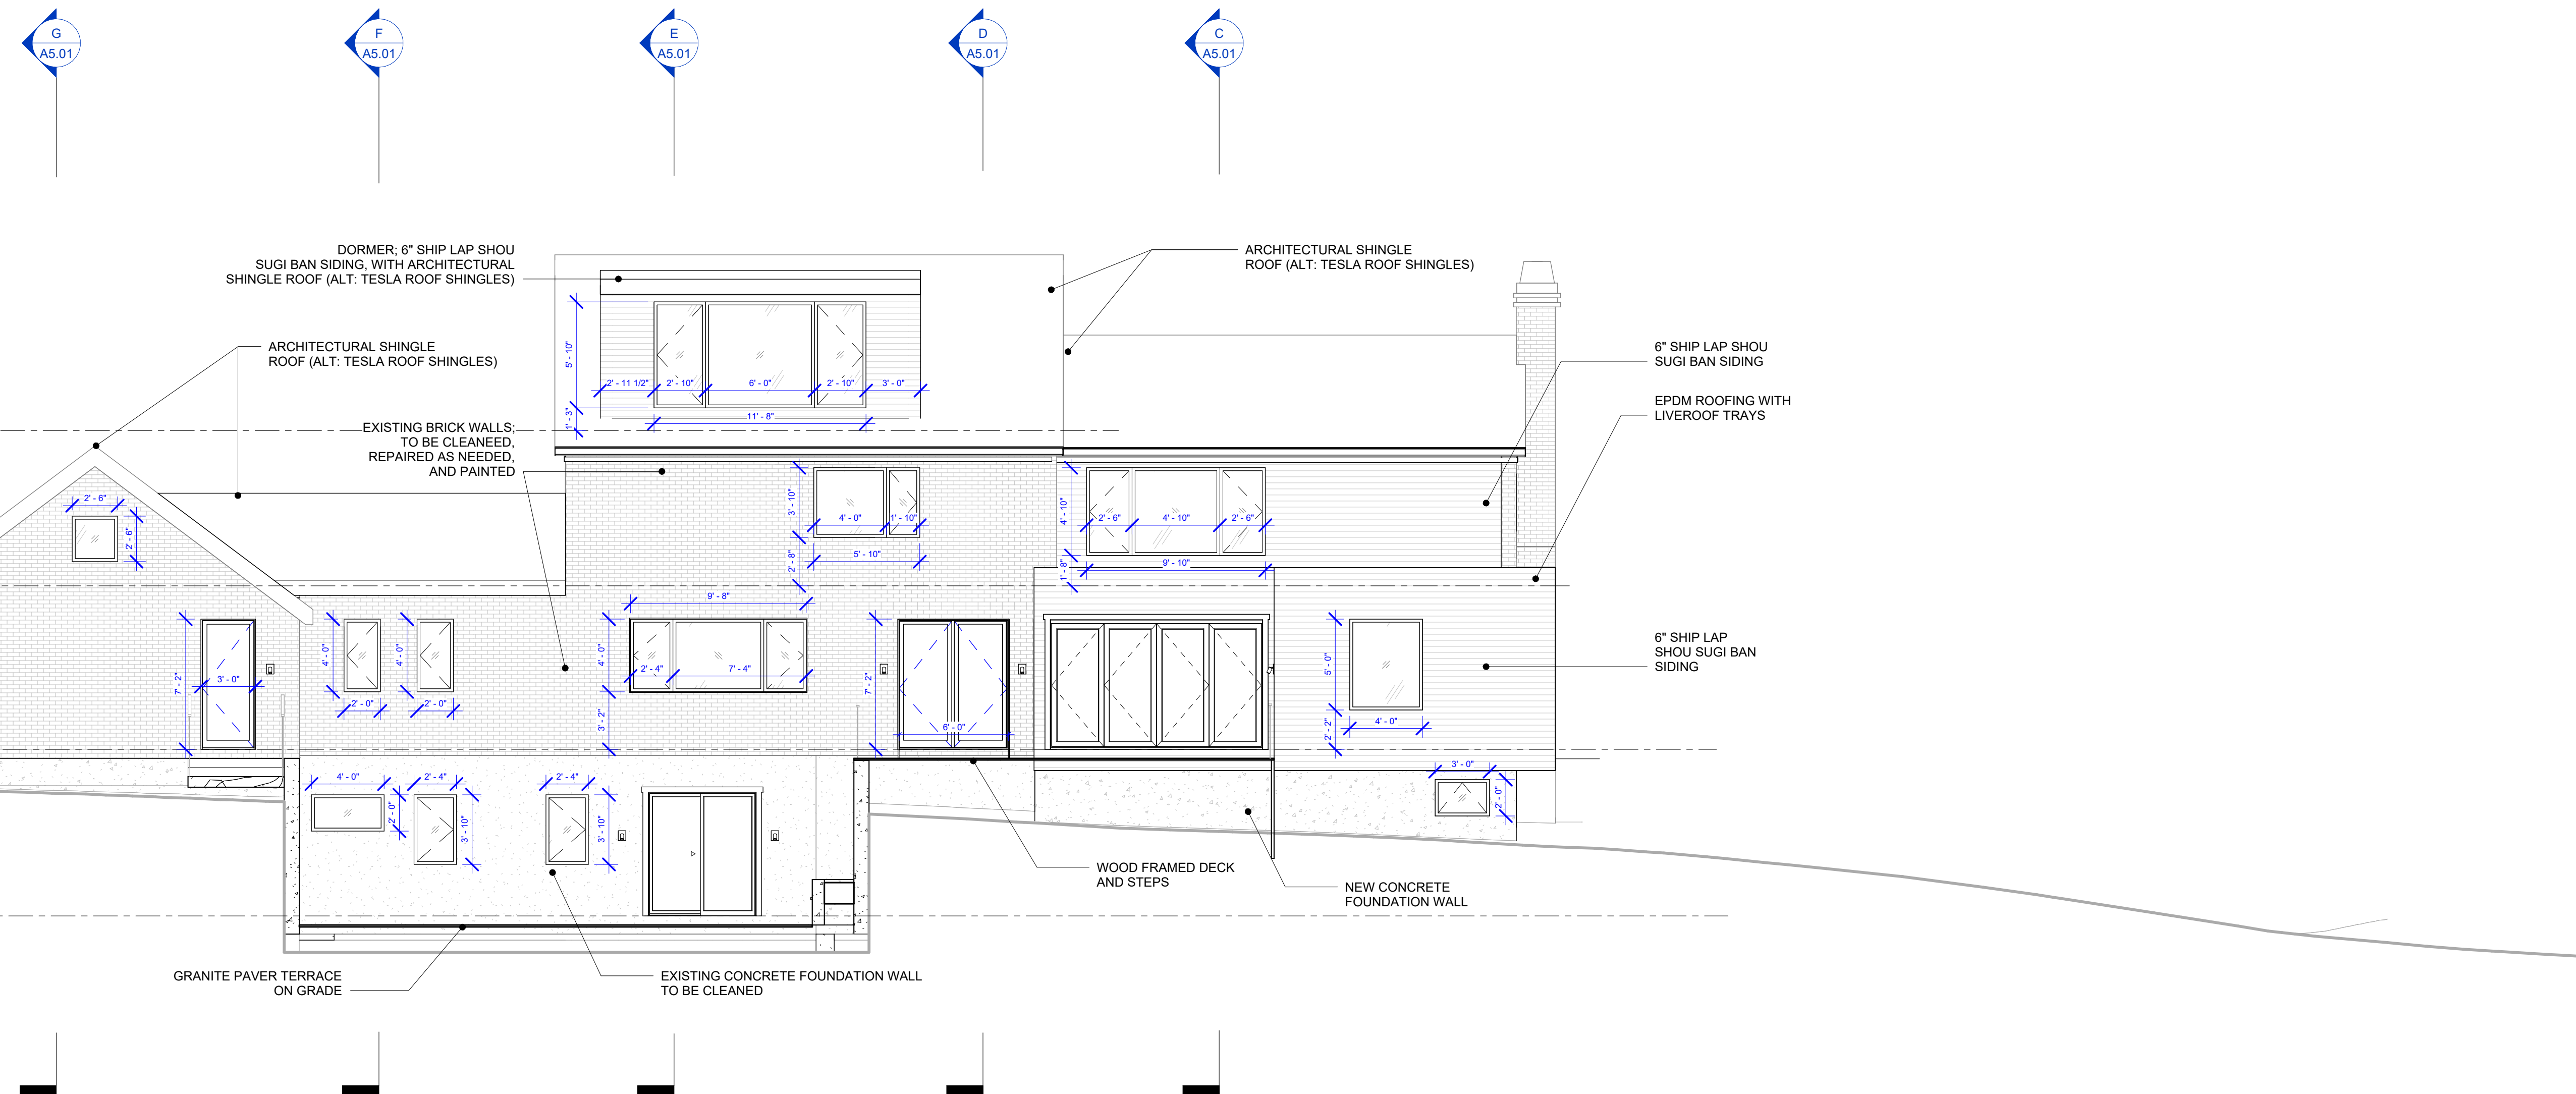 G
A5.01
F
A5.01
E
A5.01
D
A5.01
C
A5.01
DORMER; 6" SHIP LAP SHOU
SUGI BAN SIDING, WITH ARCHITECTURAL
SHINGLE ROOF (ALT: TESLA ROOF SHINGLES)
ARCHITECTURAL SHINGLE
ROOF (ALT: TESLA ROOF SHINGLES)
ARCHITECTURAL SHINGLE
ROOF (ALT: TESLA ROOF SHINGLES)
6" SHIP LAP SHOU
SUGI BAN SIDING
EPDM ROOFING WITH
LIVEROOF TRAYS
EXISTING BRICK WALLS;
TO BE CLEANEED,
REPAIRED AS NEEDED,
AND PAINTED
5' - 10"
2' - 11 1/2"
2' - 10"
6' - 0"
2' - 10"
3' - 0"
1' - 3"
11' - 8"
2' - 6"
2' - 6"
3' - 10"
4' - 0"
1' - 10"
5' - 10"
2' - 8"
4' - 10"
2' - 6"
4' - 10"
2' - 6"
9' - 10"
1' - 8"
7' - 2"
3' - 0"
4' - 0"
2' - 0"
4' - 0"
2' - 0"
9' - 8"
4' - 0"
2' - 4"
7' - 4"
3' - 2"
7' - 2"
6' - 0"
5' - 0"
4' - 0"
2' - 2"
6" SHIP LAP
SHOU SUGI BAN
SIDING
4' - 0"
2' - 0"
2' - 4"
3' - 10"
2' - 4"
3' - 10"
3' - 0"
2' - 0"
WOOD FRAMED DECK
AND STEPS
NEW CONCRETE
FOUNDATION WALL
GRANITE PAVER TERRACE
ON GRADE
EXISTING CONCRETE FOUNDATION WALL
TO BE CLEANED